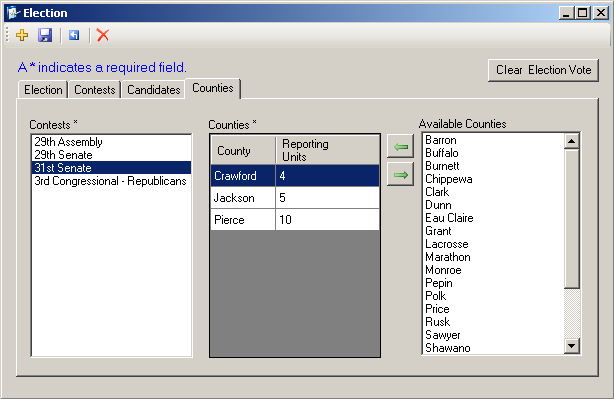 Election
A * indicates a required field.
Clear Election Vote
Election
Contests
Candidates
Counties
Contests *
29th Assembly
29th Senate
31st Senate
3rd Congressional - Republicans
Counties *
County
Reporting
Units
Crawford 4
Jackson 5
Pierce 10
Available Counties
Barron
Buffalo
Burnett
Chippewa
Clark
Dunn
Eau Claire
Grant
Lacrosse
Marathon
Monroe
Pepin
Polk
Price
Rusk
Sawyer
Shawano